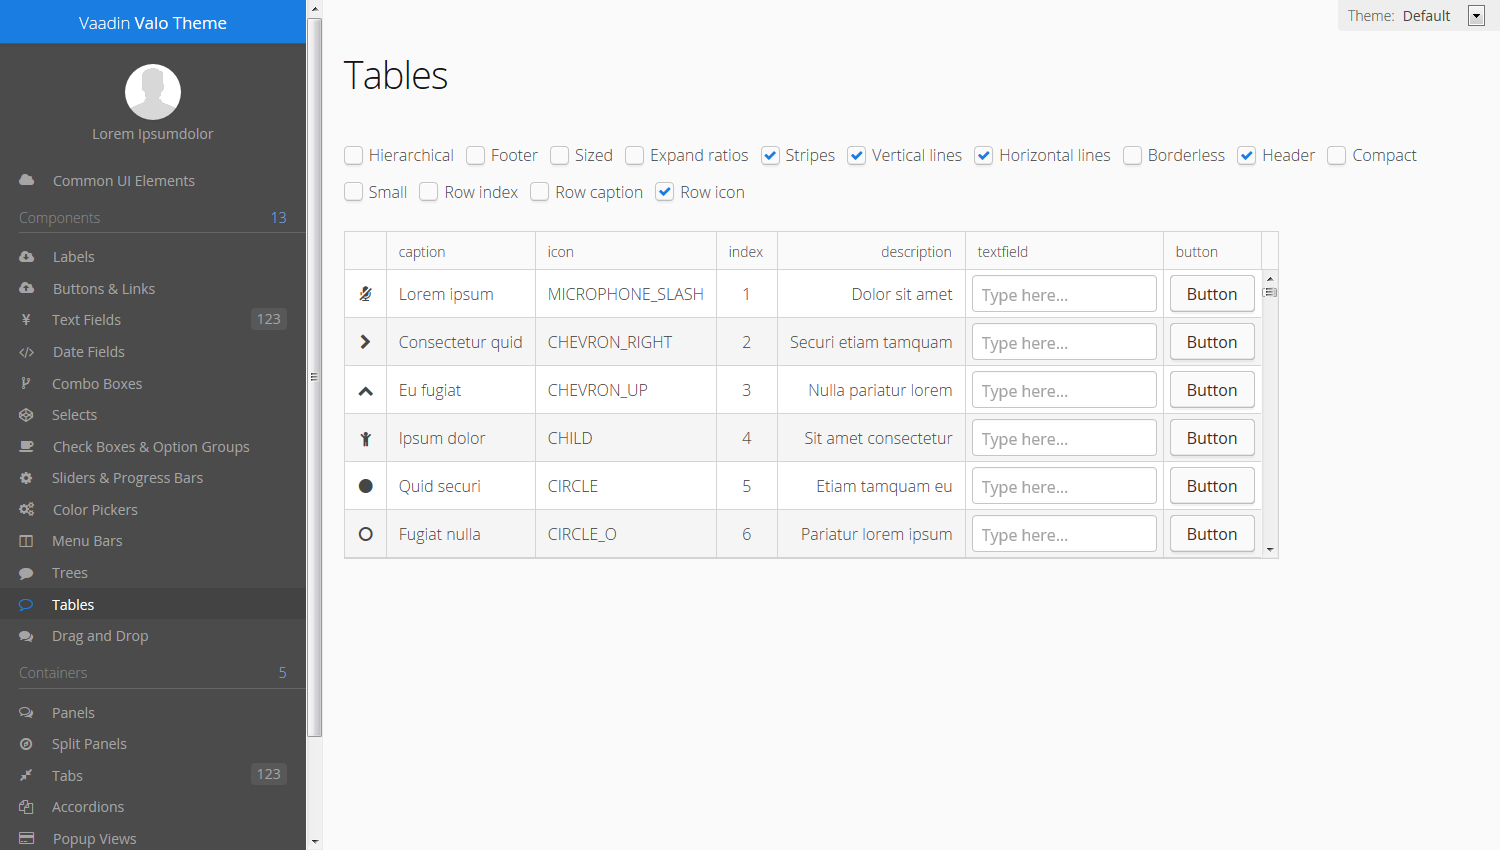 Vaadin Valo Theme
Lorem Ipsumdolor
Common UI Elements
Components 13
Labels
Buttons & Links
Text Fields 123
Date Fields
Combo Boxes
Selects
Check Boxes & Option Groups
Sliders & Progress Bars
Color Pickers
Menu Bars
Trees
Tables
Drag and Drop
Containers 5
Panels
Split Panels
Tabs 123
Accordions
Popup Views
Theme: Default
Tables
Hierarchical Footer Sized Expand ratios Stripes Vertical lines Horizontal lines Borderless Header Compact
Small Row index Row caption Row icon
caption icon index description textfield button
Lorem ipsum MICROPHONE_SLASH 1 Dolor sit amet Type here... Button
Consectetur quid CHEVRON_RIGHT 2 Securi etiam tamquam Type here... Button
Eu fugiat CHEVRON_UP 3 Nulla pariatur lorem Type here... Button
Ipsum dolor CHILD 4 Sit amet consectetur Type here... Button
Quid securi CIRCLE 5 Etiam tamquam eu Type here... Button
Fugiat nulla CIRCLE_O 6 Pariatur lorem ipsum Type here... Button